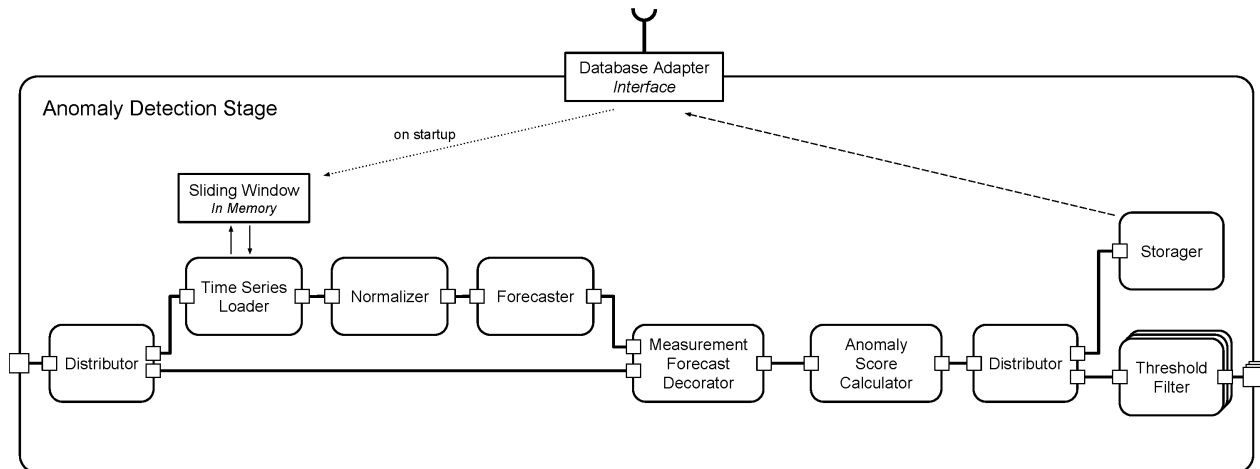 Database Adapter
Interface
Anomaly Detection Stage
on startup
Sliding Window
In Memory
Storager
Time Series
Loader
Normalizer
Forecaster
Distributor
Measurement
Forecast
Decorator
Anomaly
Score
Calculator
Distributor
Threshold
Filter